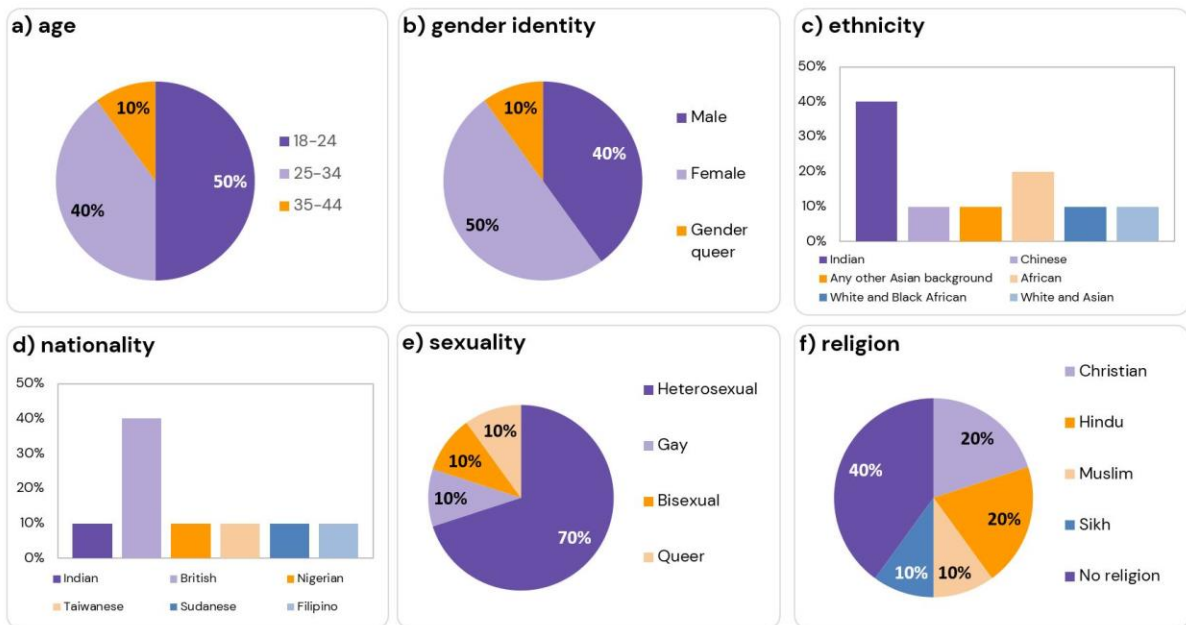 a) age
10%
50%
40%
18-24
25-34
35-44
b) gender identity
10%
40%
50%
Male
Female
Gender
queer
c) ethnicity
50%
40%
30%
20%
10%
0%
Indian
Chinese
Any other Asian background
African
White and Black African
White and Asian
d) nationality
50%
40%
30%
20%
10%
0%
Indian
British
Nigerian
Taiwanese
Sudanese
Filipino
e) sexuality
10%
10%
10%
70%
Heterosexual
Gay
Bisexual
Queer
f) religion
40%
20%
20%
10%
10%
Christian
Hindu
Muslim
Sikh
No religion